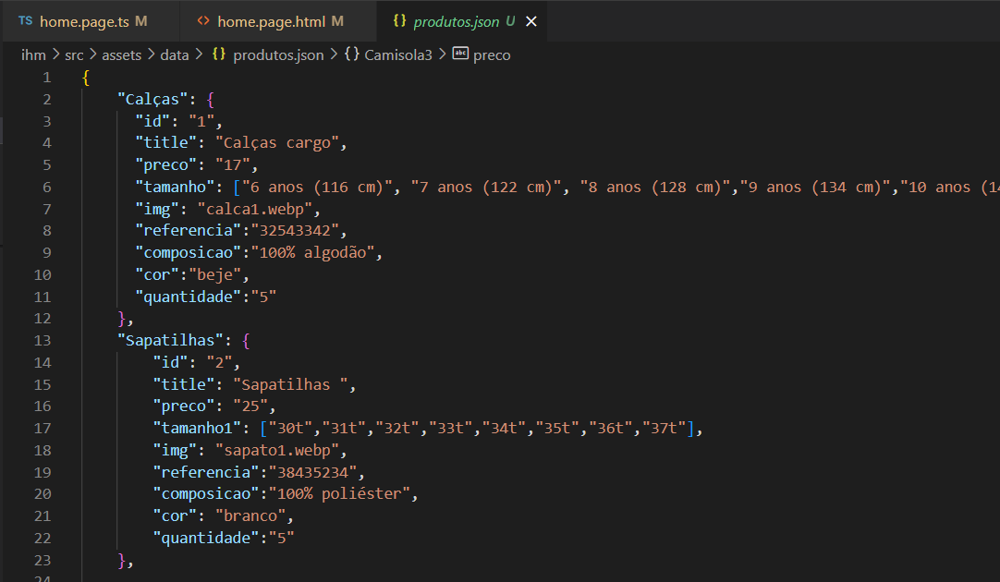 TS home.page.ts M <> home.page.html M {} produtos.json U ×
ihm > src > assets > data > {} produtos.json > {} Camisola3 > abc preco
1 {
2 "Calças": {
3 "id": "1",
4 "title": "Calças cargo",
5 "preco": "17",
6 "tamanho": ["6 anos (116 cm)", "7 anos (122 cm)", "8 anos (128 cm)","9 anos (134 cm)","10 anos (14
7 "img": "calca1.webp",
8 "referencia":"32543342",
9 "composicao":"100% algodão",
10 "cor":"beje",
11 "quantidade":"5"
12 },
13 "Sapatilhas": {
14 "id": "2",
15 "title": "Sapatilhas ",
16 "preco": "25",
17 "tamanho1": ["30t","31t","32t","33t","34t","35t","36t","37t"],
18 "img": "sapato1.webp",
19 "referencia":"38435234",
20 "composicao":"100% poliéster",
21 "cor": "branco",
22 "quantidade":"5"
23 },
24